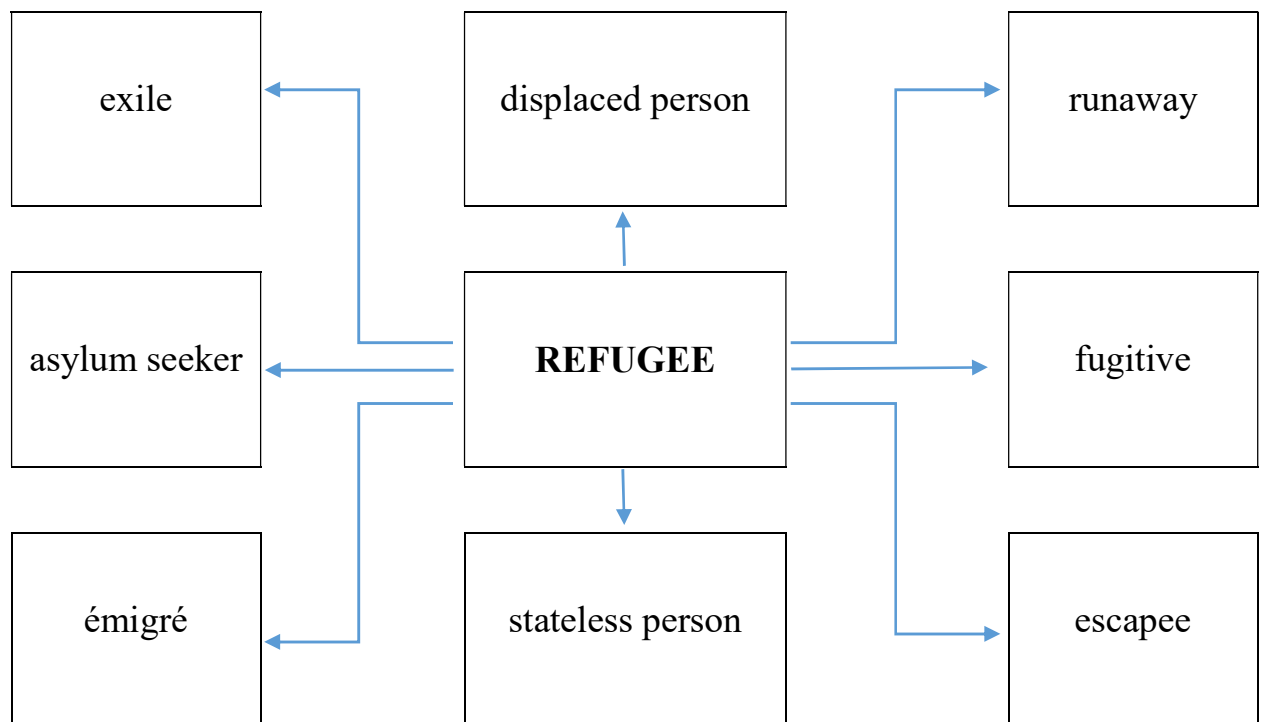 exile
displaced person
runaway
asylum seeker
REFUGEE
fugitive
émigré
stateless person
escapee